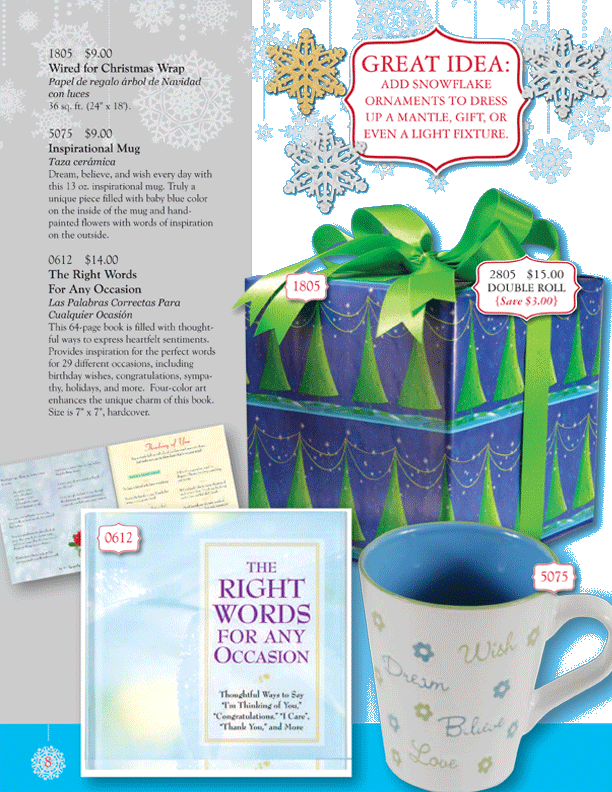 1805 $9.00
Wired for Christmas Wrap
Papel de regalo árbol de Navidad
con luces
36 sq. ft. (24" x 18').
5075 $9.00
Inspirational Mug
Taza cerámica
Dream, believe, and wish every day with
this 13 oz. inspirational mug. Truly a
unique piece filled with baby blue color
on the inside of the mug and hand-
painted flowers with words of inspiration
on the outside.
0612 $14.00
The Right Words
For Any Occasion
Las Palabras Correctas Para
Cualquier Ocasión
This 64-page book is filled with thought-
ful ways to express heartfelt sentiments.
Provides inspiration for the perfect words
for 29 different occasions, including
birthday wishes, congratulations, sympa-
thy, holidays, and more. Four-color art
enhances the unique charm of this book.
Size is 7" x 7", hardcover.
GREAT IDEA:
ADD SNOWFLAKE
ORNAMENTS TO DRESS
UP A MANTLE, GIFT, OR
EVEN A LIGHT FIXTURE.
1805
2805 $15.00
DOUBLE ROLL
{Save $3.00}
Thinking of You
0612
THE
RIGHT
WORDS
FOR ANY
OCCASION
Thoughtful Ways to Say
"I'm Thinking of You,"
"Congratulations," "I Care",
"Thank You," and More
5075
Wish
Dream
Believe
Love
8